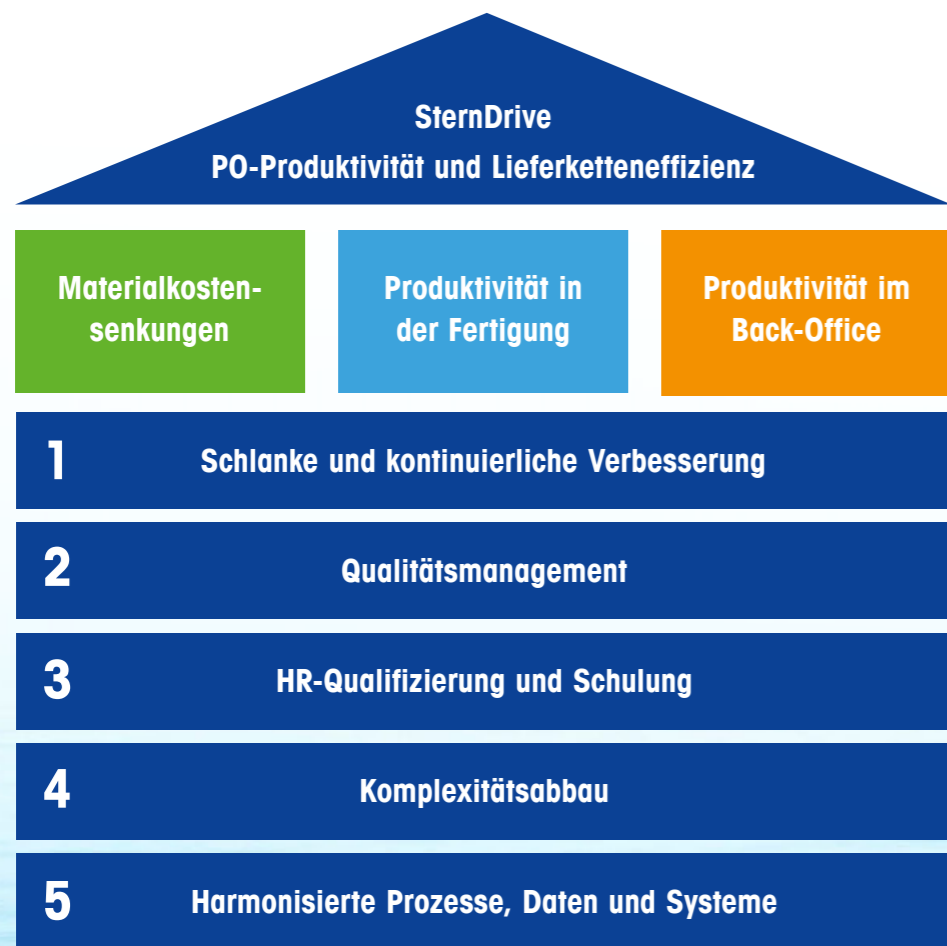 SternDrive
PO-Produktivität und Lieferketteneffizienz
Materialkosten-
senkungen
Produktivität in
der Fertigung
Produktivität im
Back-Office
1 Schlanke und kontinuierliche Verbesserung
2 Qualitätsmanagement
3 HR-Qualifizierung und Schulung
4 Komplexitätsabbau
5 Harmonisierte Prozesse, Daten und Systeme